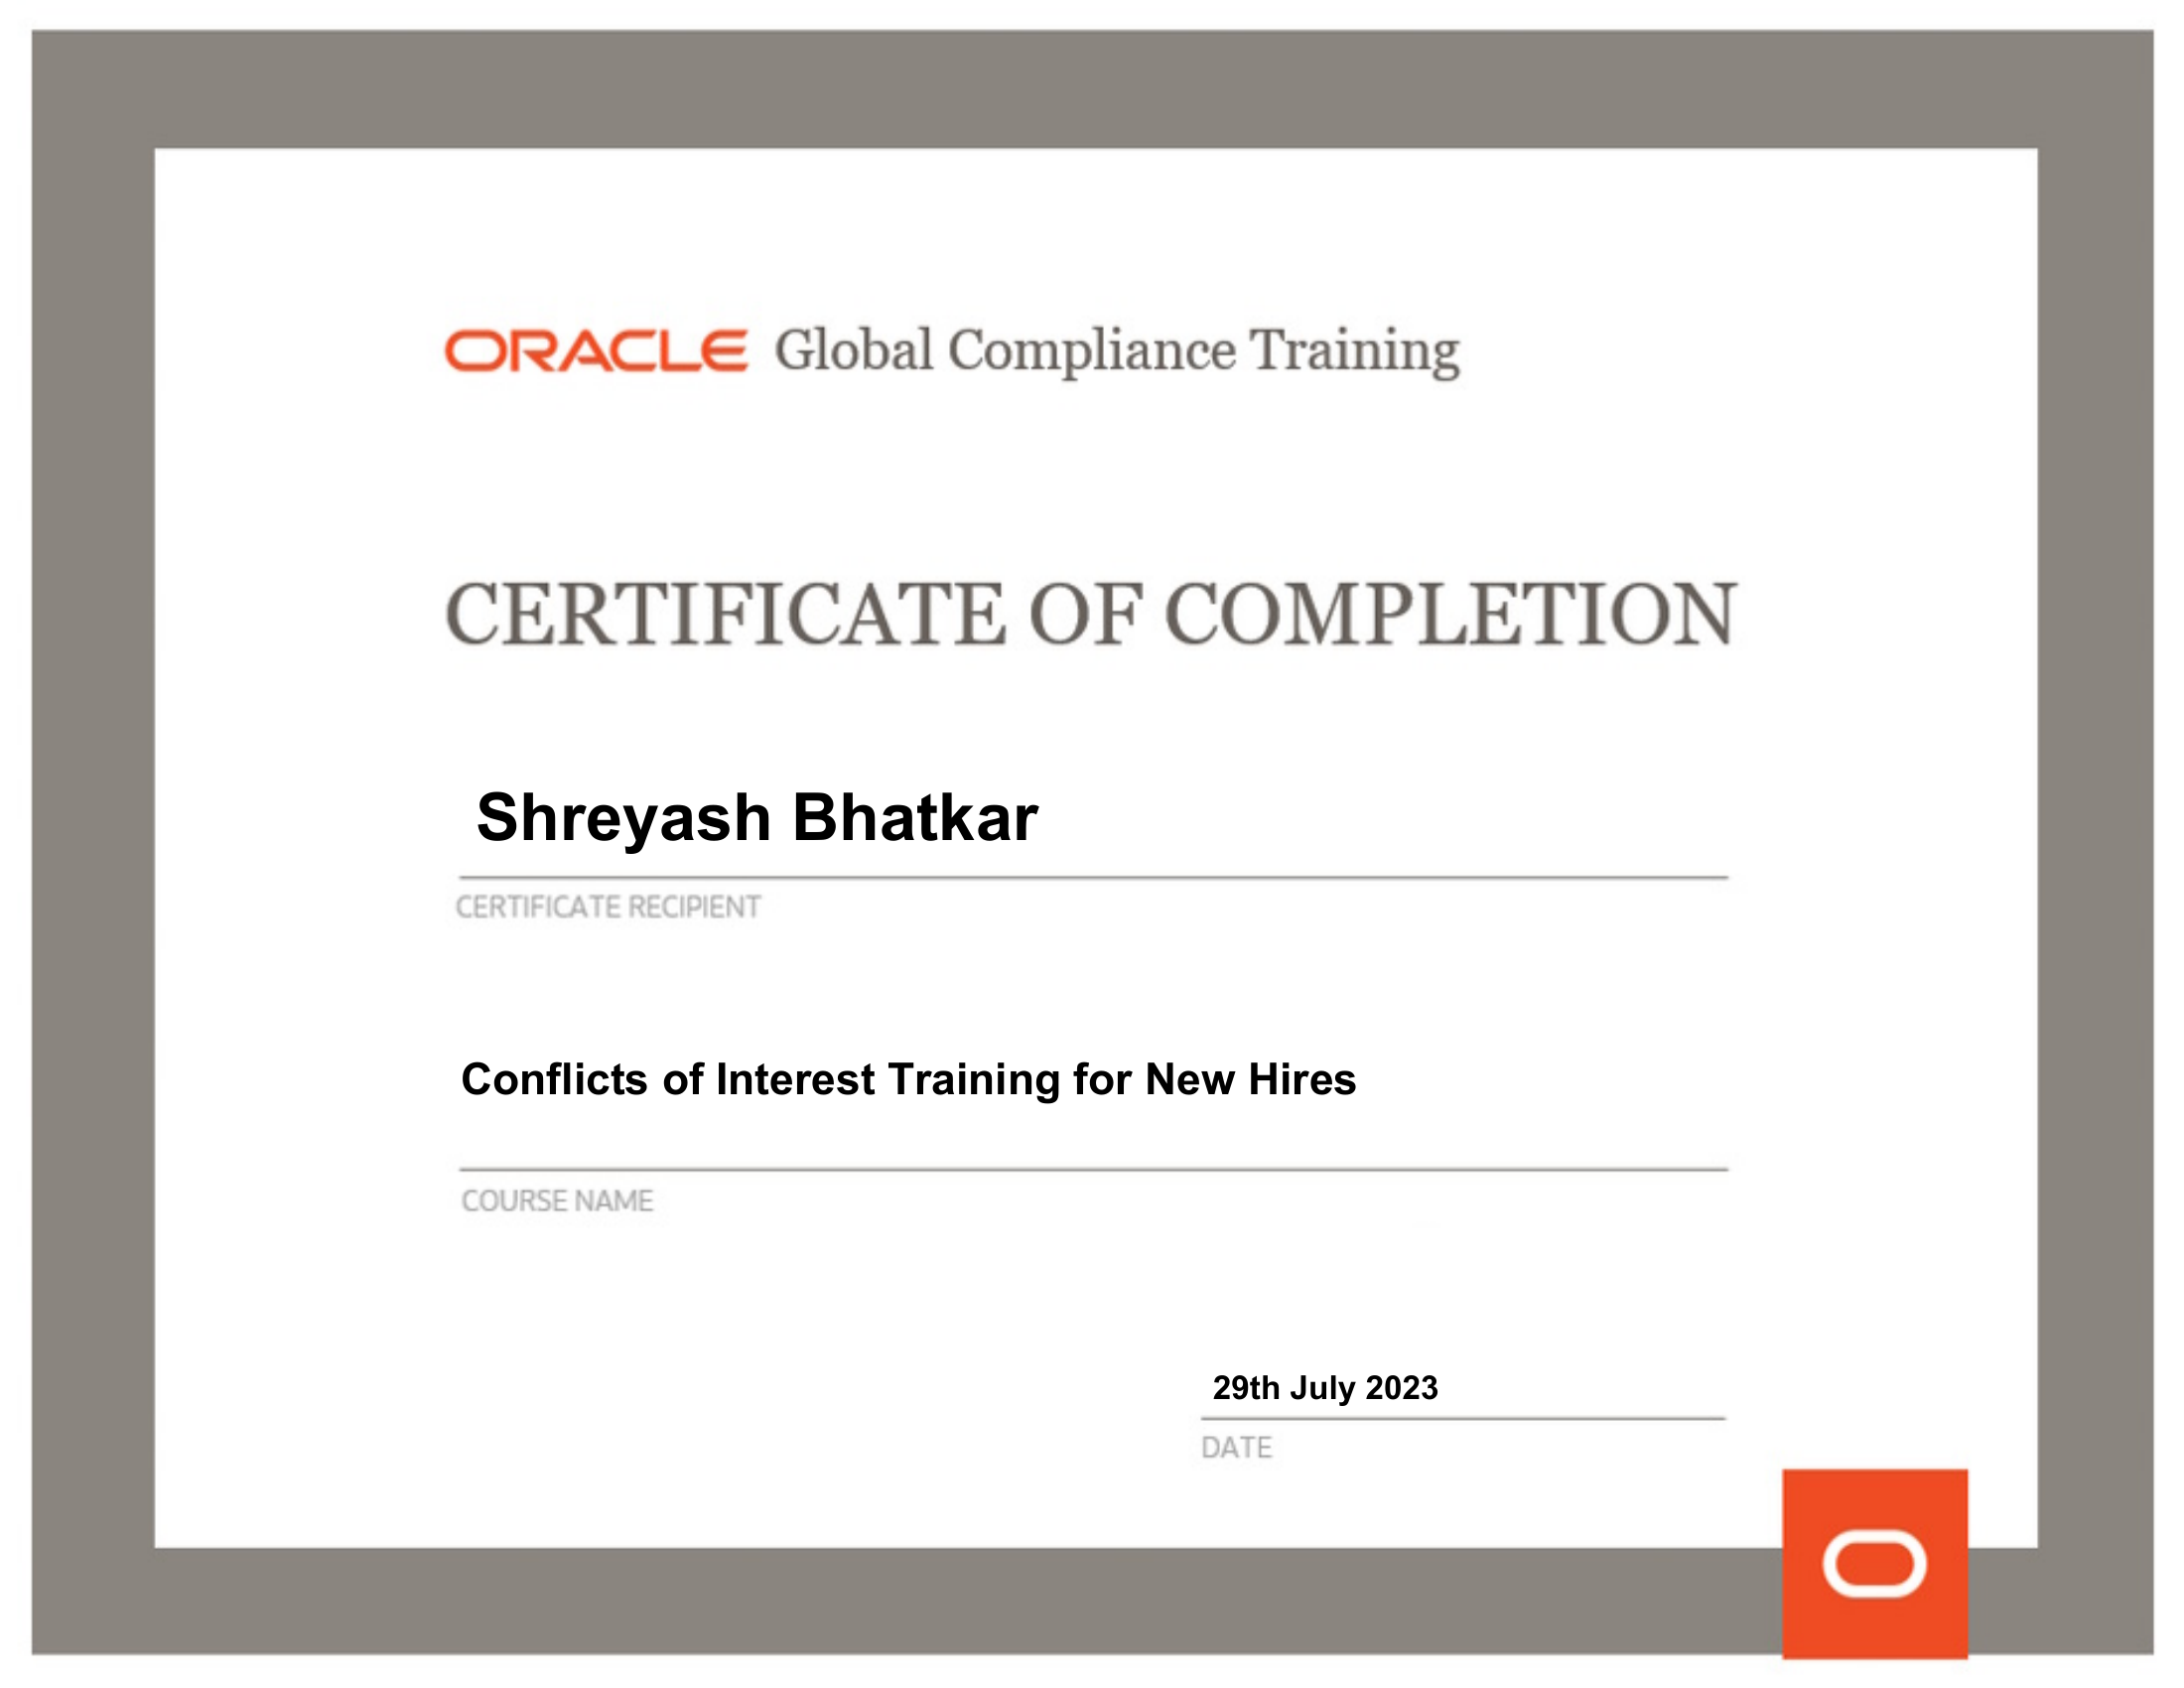 ORACLE Global Compliance Training
CERTIFICATE OF COMPLETION
Shreyash Bhatkar
CERTIFICATE RECIPIENT
Conflicts of Interest Training for New Hires
COURSE NAME
29th July 2023
DATE